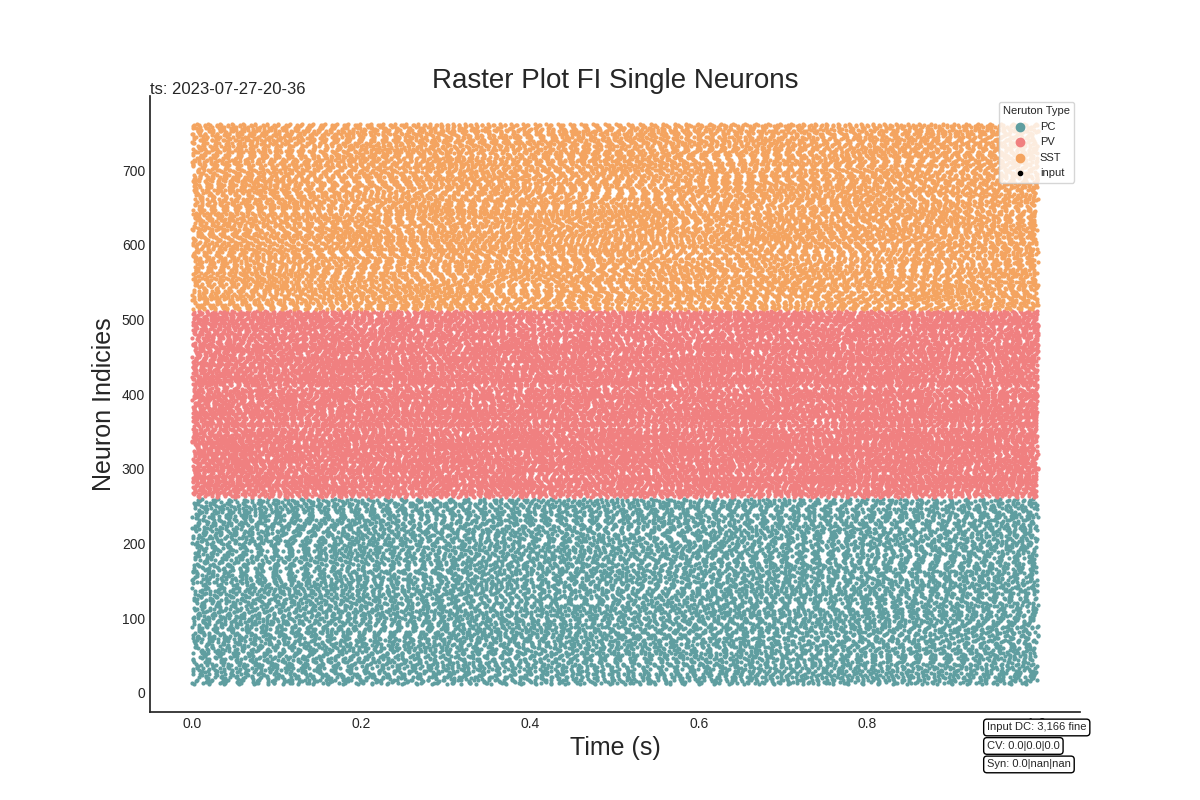 Raster Plot FI Single Neurons
ts: 2023-07-27-20-36
Neruton Type
PC
PV
SST
input
Neuron Indicies
700
600
500
400
300
200
100
0
0.0 0.2 0.4 0.6 0.8
Time (s)
Input DC: 3,166 fine
CV: 0.0|0.0|0.0
Syn: 0.0|nan|nan